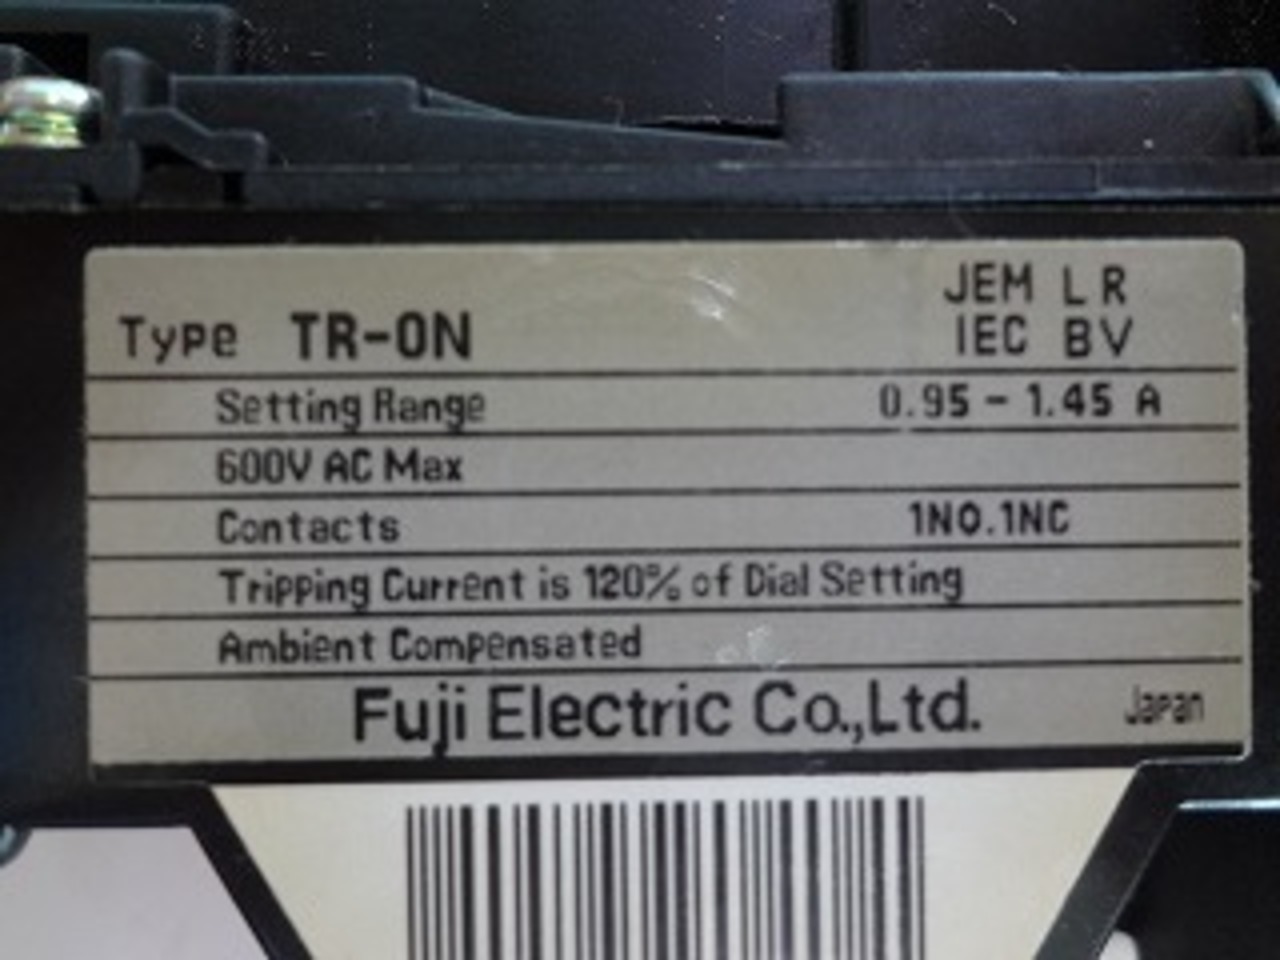 JEM LR
Type TR-0N IEC BV
Setting Range 0.95 - 1.45 A
600V AC Max
Contacts 1NO.1NC
Tripping Current is 120% of Dial Setting
Ambient Compensated
Fuji Electric Co.,Ltd. Japan